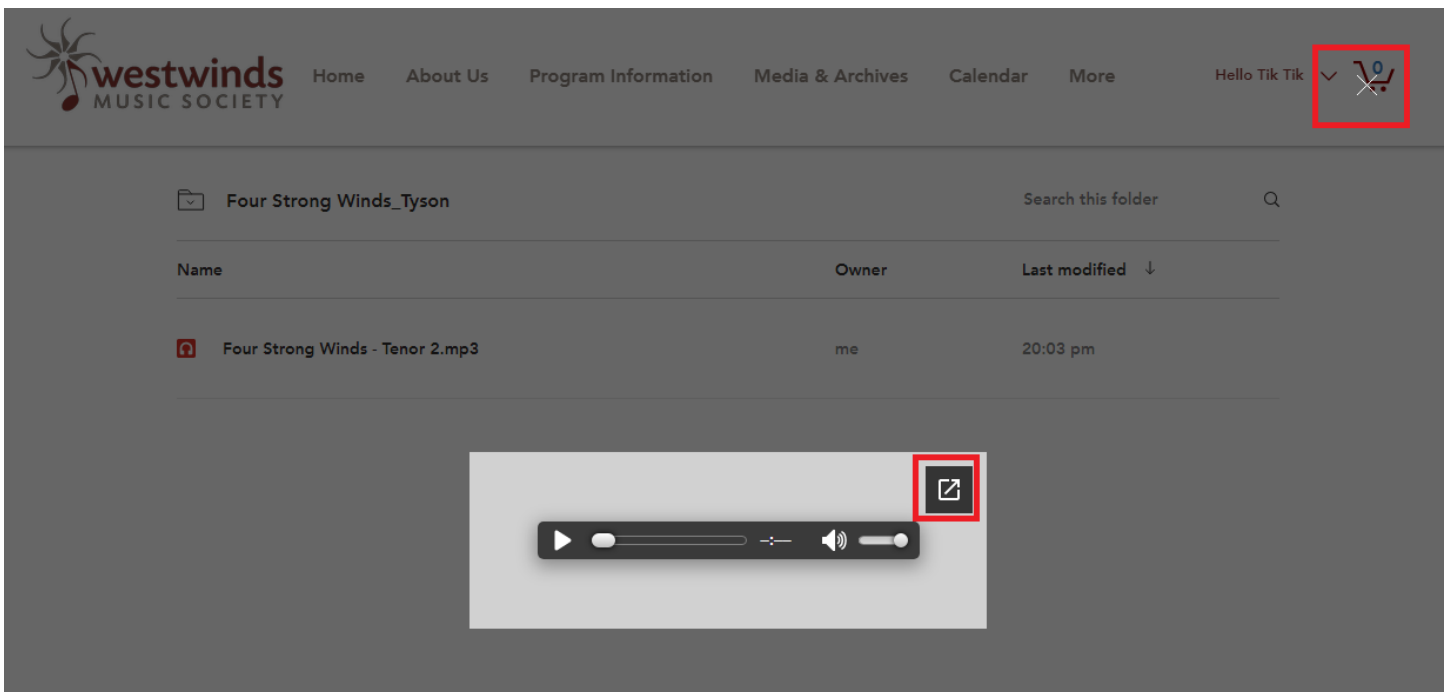 westwinds
MUSIC SOCIETY
Home About Us Program Information Media & Archives Calendar More Hello Tik Tik 0
Four Strong Winds_Tyson Search this folder
Name Owner Last modified
Four Strong Winds - Tenor 2.mp3 me 20:03 pm
--:--